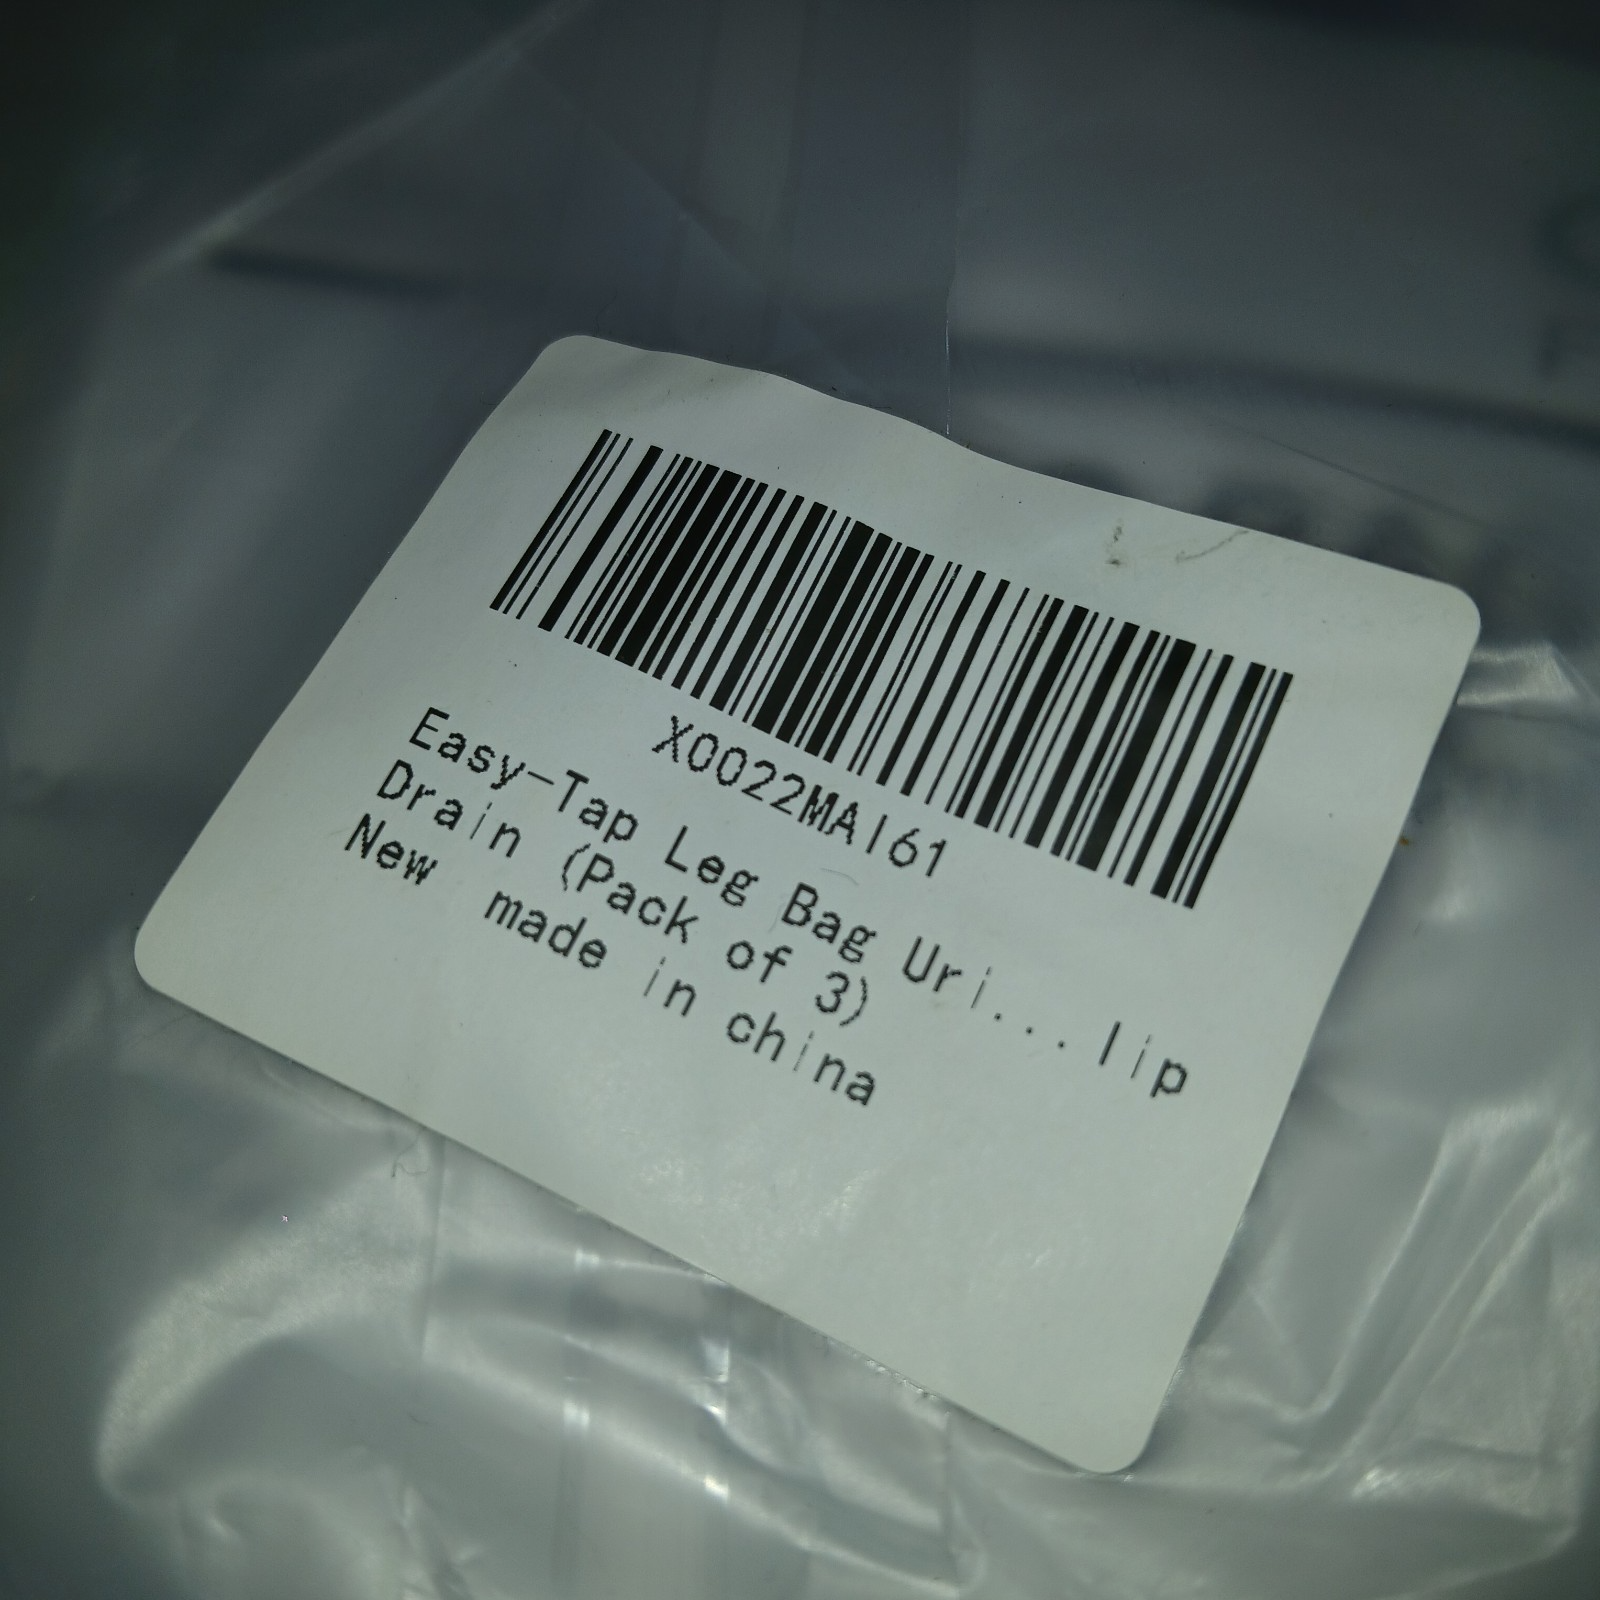 X0022MAI61
Easy-Tap Leg Bag Uri...lip
Drain (Pack of 3)
New made in china